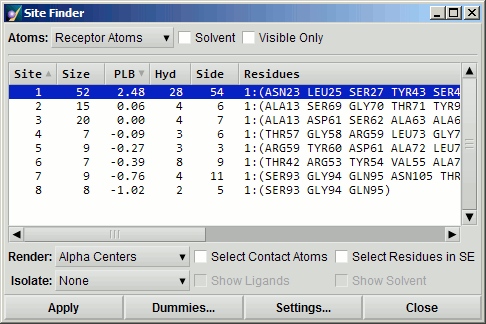 Site Finder
Atoms: Receptor Atoms Solvent Visible Only
Site Size PLB Hyd Side Residues
1 52 2.48 28 54 1:(ASN23 LEU25 SER27 TYR43 SER4
2 15 0.06 4 6 1:(ALA13 SER69 GLY70 THR71 TYR9
3 20 0.00 4 7 1:(ALA13 ASP61 SER62 ALA63 ALA6
4 7 -0.09 3 6 1:(THR57 GLY58 ARG59 LEU73 GLY7
5 9 -0.27 3 3 1:(ARG59 TYR60 ASP61 ALA72 LEU7
6 7 -0.39 8 9 1:(THR42 ARG53 TYR54 VAL55 ALA7
7 9 -0.76 4 11 1:(SER93 GLY94 GLN95 ASN105 THR
8 8 -1.02 2 5 1:(SER93 GLY94 GLN95)
Render: Alpha Centers Select Contact Atoms Select Residues in SE
Isolate: None Show Ligands Show Solvent
Apply Dummies... Settings... Close